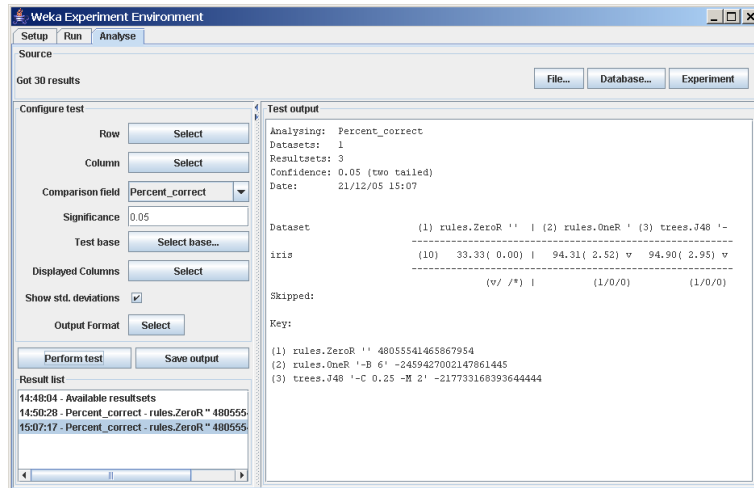 Weka Experiment Environment
Setup Run Analyse
Source
Got 30 results
File... Database... Experiment
Configure test
Row Select
Column Select
Comparison field Percent_correct
Significance 0.05
Test base Select base...
Displayed Columns Select
Show std. deviations
Output Format Select
Perform test Save output
Result list
14:48:04 - Available resultsets
14:50:28 - Percent_correct - rules.ZeroR '' 480555
15:07:17 - Percent_correct - rules.ZeroR '' 480555
Test output
Analysing: Percent_correct
Datasets: 1
Resultsets: 3
Confidence: 0.05 (two tailed)
Date: 21/12/05 15:07
Dataset (1) rules.ZeroR '' | (2) rules.OneR ' (3) trees.J48 '-
--------------------------------------------------------------
iris (10) 33.33( 0.00) | 94.31( 2.52) v 94.90( 2.95) v
--------------------------------------------------------------
(v/ /*) | (1/0/0) (1/0/0)
Skipped:
Key:
(1) rules.ZeroR '' 48055541465867954
(2) rules.OneR '-B 6' -2459427002147861445
(3) trees.J48 '-C 0.25 -M 2' -217733168393644444